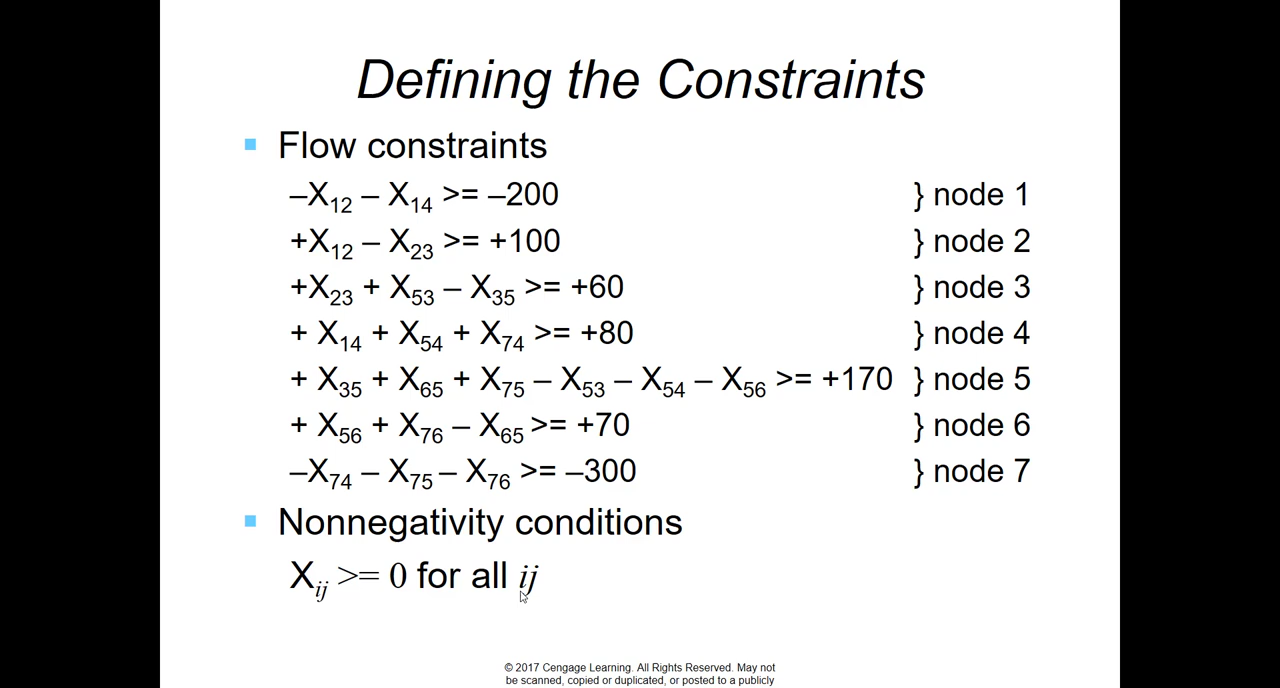 Defining the Constraints
Flow constraints
–X₁₂ – X₁₄ >= –200 } node 1
+X₁₂ – X₂₃ >= +100 } node 2
+X₂₃ + X₅₃ – X₃₅ >= +60 } node 3
+ X₁₄ + X₅₄ + X₇₄ >= +80 } node 4
+ X₃₅ + X₆₅ + X₇₅ – X₅₃ – X₅₄ – X₅₆ >= +170 } node 5
+ X₅₆ + X₇₆ – X₆₅ >= +70 } node 6
–X₇₄ – X₇₅ – X₇₆ >= –300 } node 7
Nonnegativity conditions
Xij >= 0 for all ij
© 2017 Cengage Learning. All Rights Reserved. May not
be scanned, copied or duplicated, or posted to a publicly